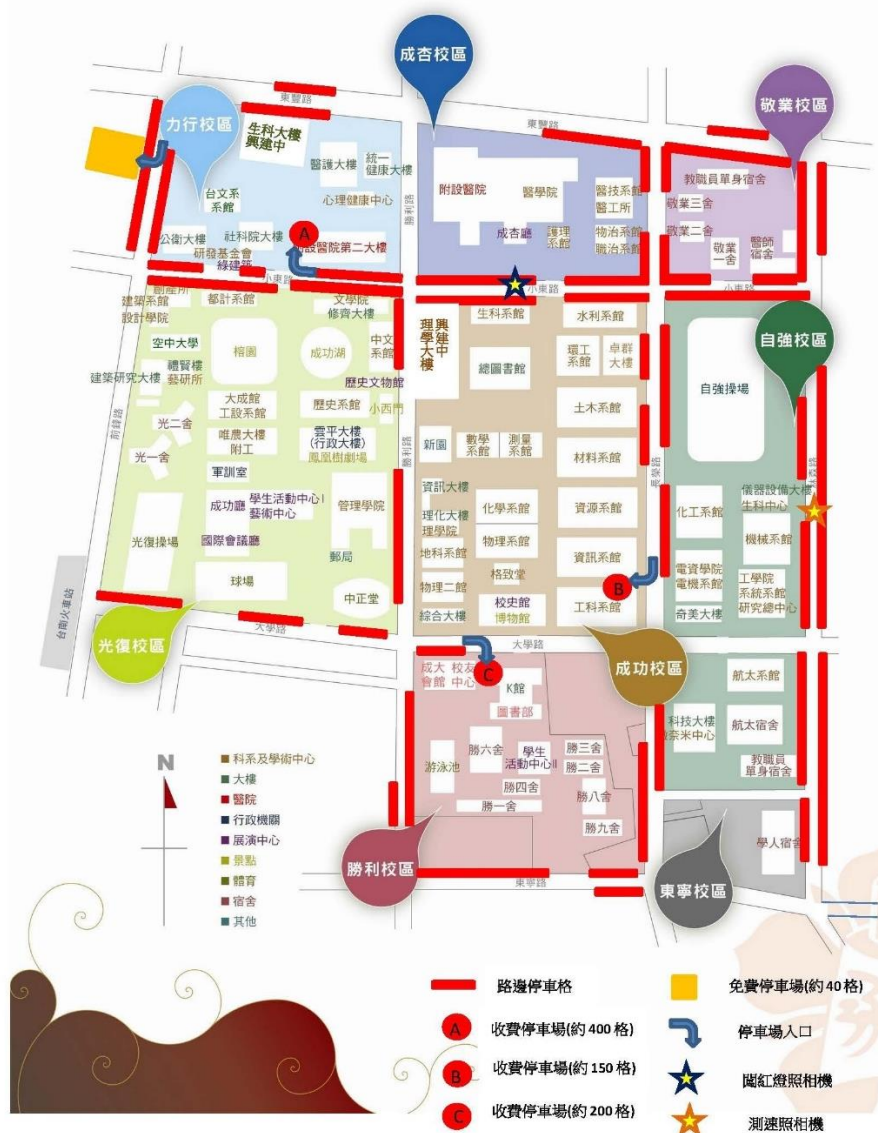 成杏校區
敬業校區
力行校區
東豐路
東豐路
生科大樓
興建中
醫護大樓
統一
健康大樓
台文系
系館
心理健康中心
公衛大樓
社科院大樓
研發基金會
綠建築
A
設醫院第二大樓
小東路
勝利路
附設醫院
醫學院
醫技系
醫工所
成杏廳
護理
系館
物治系館
職治系館
小東路
教職員單身宿舍
敬業三舍
敬業二舍
敬業
一舍
醫師
宿舍
小東路
自強校區
建築系館
設計學院
都計系館
文學院
修齊大樓
空中大學
榕園
成功湖
中文
系館
禮賢樓
藝研所
建築研究大樓
歷史文物館
大成館
工設系館
歷史系館
小西門
光二舍
唯農大樓
附工
雲平大樓
(行政大樓)
鳳凰樹劇場
光一舍
軍訓室
成功廳
學生活動中心I
藝術中心
管理學院
光復操場
國際會議廳
郵局
球場
中正堂
前鋒路
勝利路
台南火車站
光復校區
大學路
興建中
理學大樓
生科系館
水利系館
總圖書館
環工
系館
卓群
大樓
土木系館
新園
數學
系館
測量
系館
材料系館
資訊大樓
理化大樓
理學院
化學系館
資源系館
地科系館
物理系館
資訊系館
物理二館
格致堂
B
綜合大樓
校史館
博物館
工科系館
長榮路
大學路
成功校區
自強操場
儀器設備大樓
生科中心
化工系館
機械系館
電資學院
電機系館
工學院
系統系館
研究總中心
奇美大樓
林森路
成大
會館
校友
中心
C
K館
圖書部
游泳池
勝六舍
學生
活動中心II
勝三舍
勝二舍
勝四舍
勝八舍
勝一舍
勝九舍
勝利校區
東寧路
航太系館
科技大樓
奈米中心
航太宿舍
教職員
單身宿舍
學人宿舍
東寧校區
N
科系及學術中心
大樓
醫院
行政機關
展演中心
景點
體育
宿舍
其他
路邊停車格
免費停車場(約40格)
A
收費停車場(約400格)
停車場入口
B
收費停車場(約150格)
闖紅燈照相機
C
收費停車場(約200格)
測速照相機